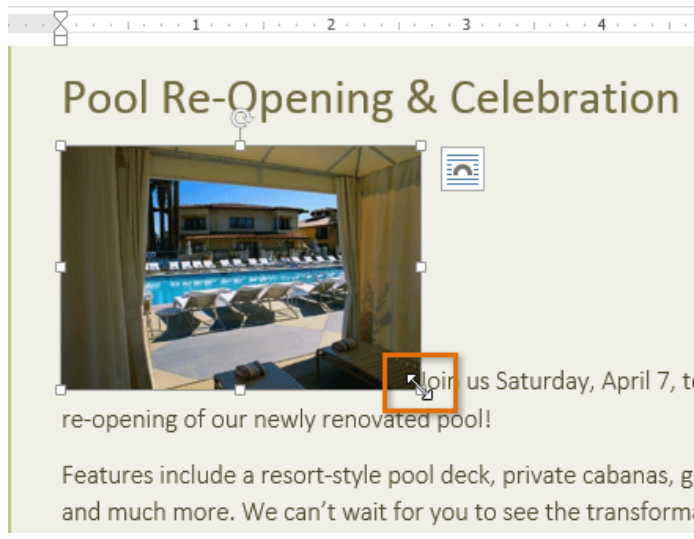 1 2 3 4
Pool Re-Opening & Celebration
Join us Saturday, April 7,
re-opening of our newly renovated pool!
Features include a resort-style pool deck, private cabanas,
and much more. We can’t wait for you to see the